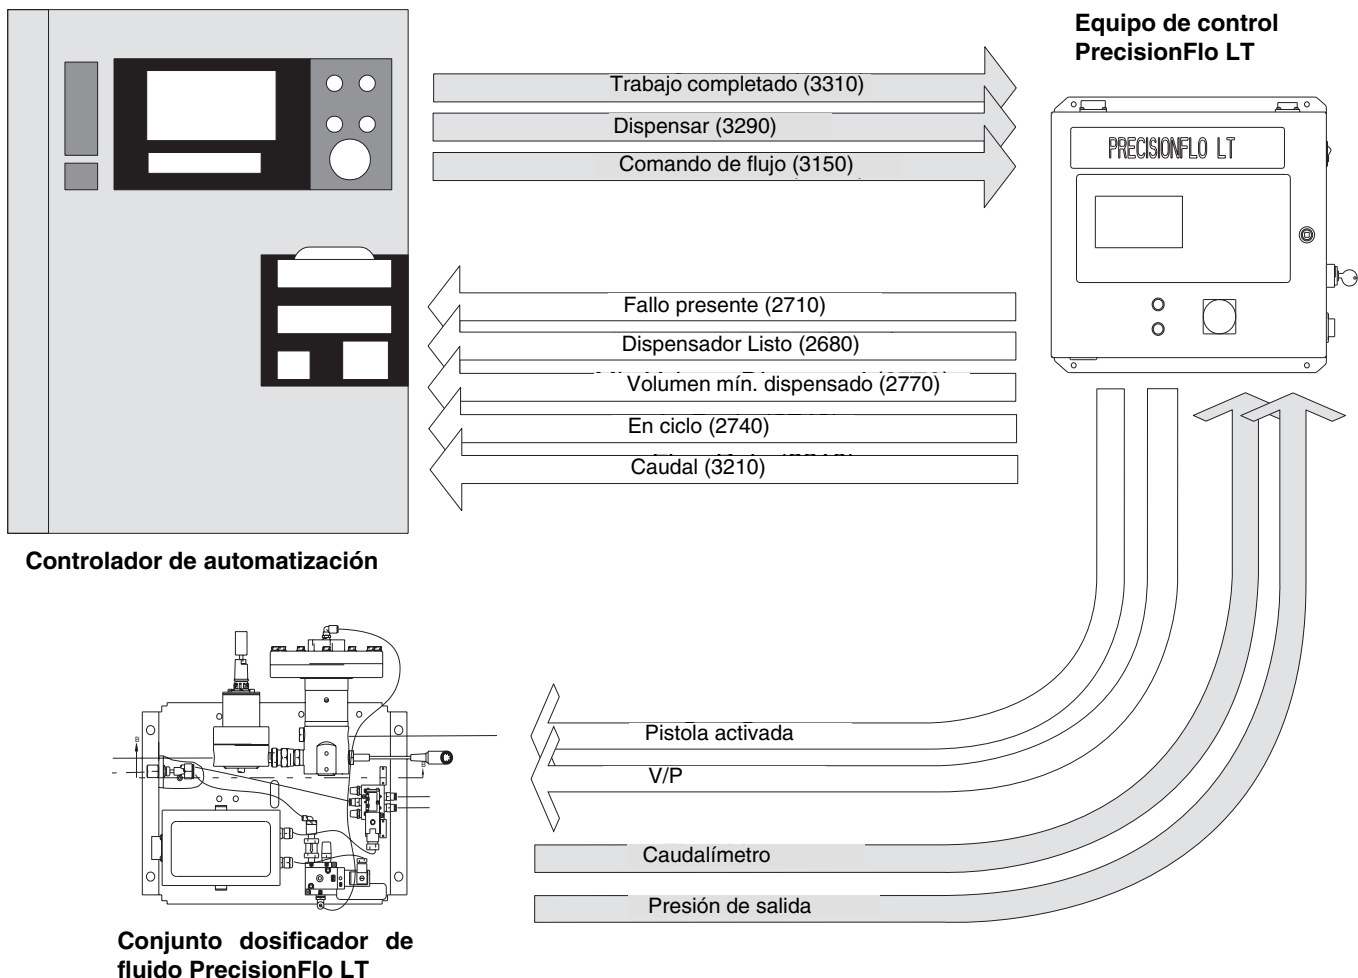 Equipo de control
PrecisionFlo LT
Trabajo completado (3310)
Dispensar (3290)
Comando de flujo (3150)
PRECISIONFLO LT
Fallo presente (2710)
Dispensador Listo (2680)
Volumen mín. dispensado (2770)
En ciclo (2740)
Caudal (3210)
Controlador de automatización
Pistola activada
V/P
Caudalímetro
Presión de salida
Conjunto dosificador de
fluido PrecisionFlo LT